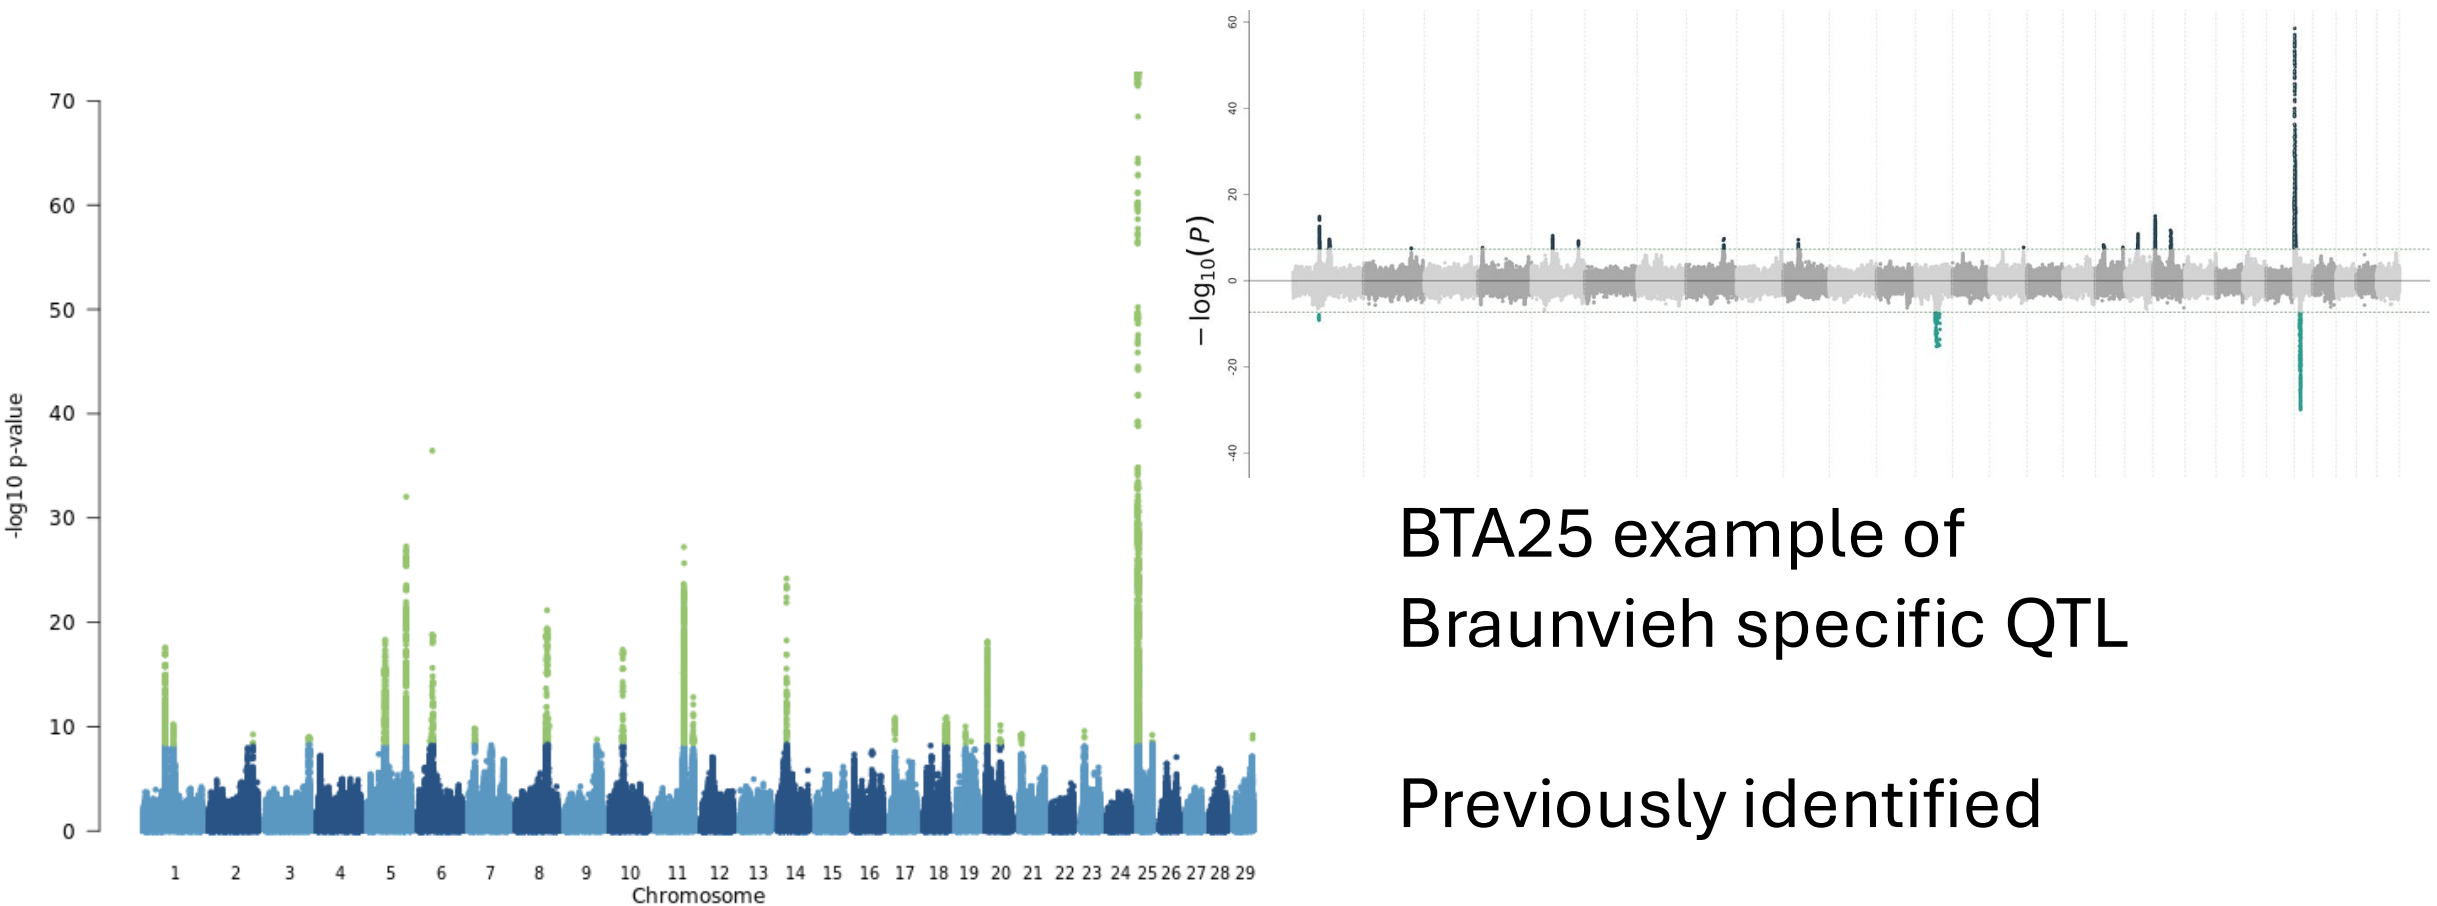 70
60
50
40
30
20
10
0
-log10 p-value
1 2 3 4 5 6 7 8 9 10 11 12 13 14 15 16 17 18 19 20 21 22 23 24 25 26 27 28 29
Chromosome
60
40
20
0
-20
-40
− log₁₀(P)
BTA25 example of
Braunvieh specific QTL
Previously identified